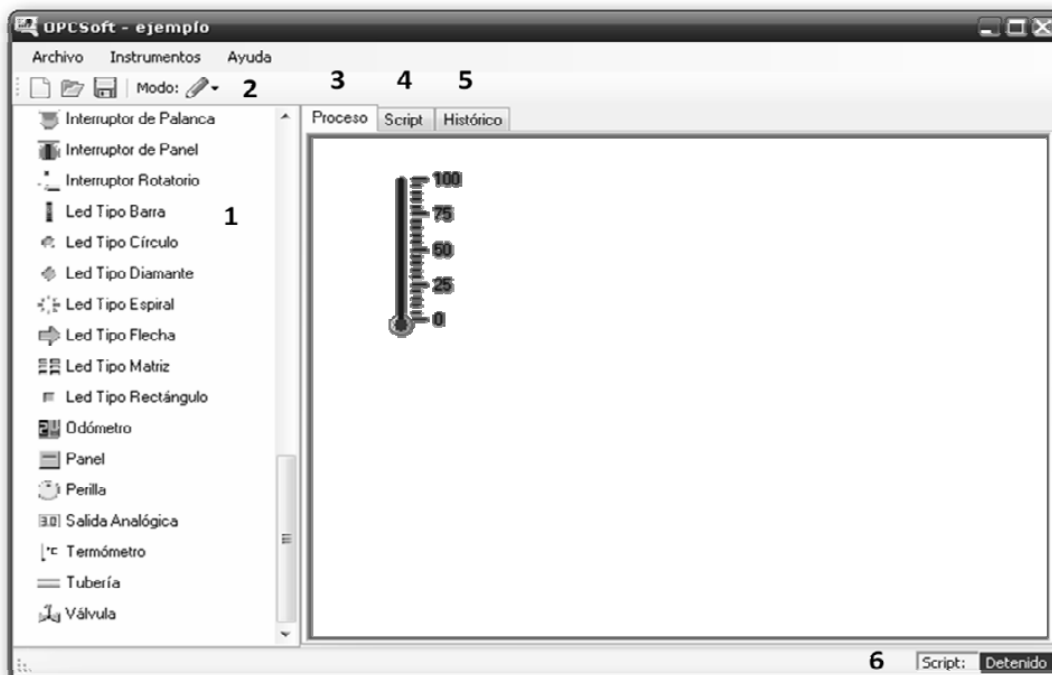 OPCSoft - ejemplo
Archivo Instrumentos Ayuda
Modo: 2
3 4 5
Proceso Script Histórico
Interruptor de Palanca
Interruptor de Panel
Interruptor Rotatorio
Led Tipo Barra
1
Led Tipo Círculo
Led Tipo Diamante
Led Tipo Espiral
Led Tipo Flecha
Led Tipo Matriz
Led Tipo Rectángulo
Odómetro
Panel
Perilla
3.0 Salida Analógica
°C Termómetro
Tubería
Válvula
100
75
50
25
0
6 Script: Detenido